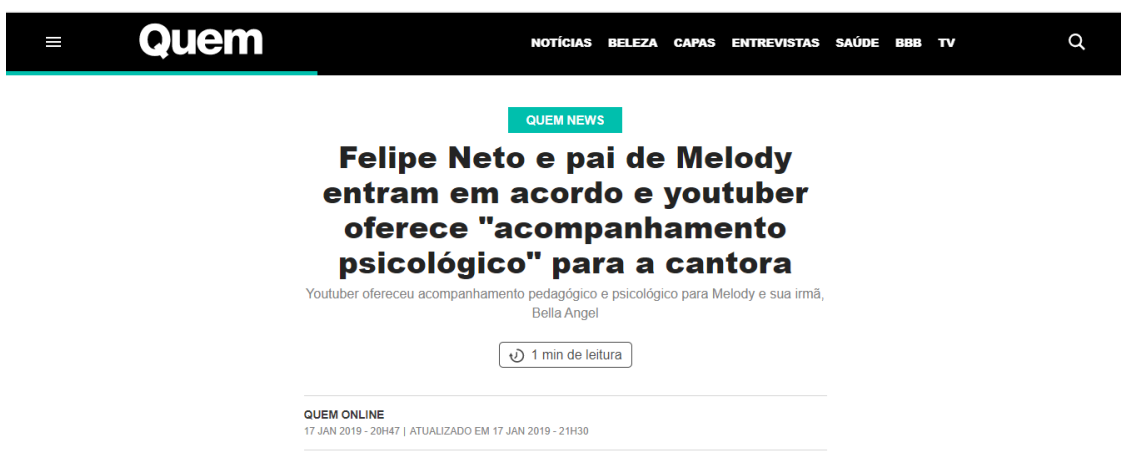 Quem
NOTÍCIAS BELEZA CAPAS ENTREVISTAS SAÚDE BBB TV
QUEM NEWS
Felipe Neto e pai de Melody
entram em acordo e youtuber
oferece "acompanhamento
psicológico" para a cantora
Youtuber ofereceu acompanhamento pedagógico e psicológico para Melody e sua irmã,
Bella Angel
1 min de leitura
QUEM ONLINE
17 JAN 2019 - 20H47 | ATUALIZADO EM 17 JAN 2019 - 21H30